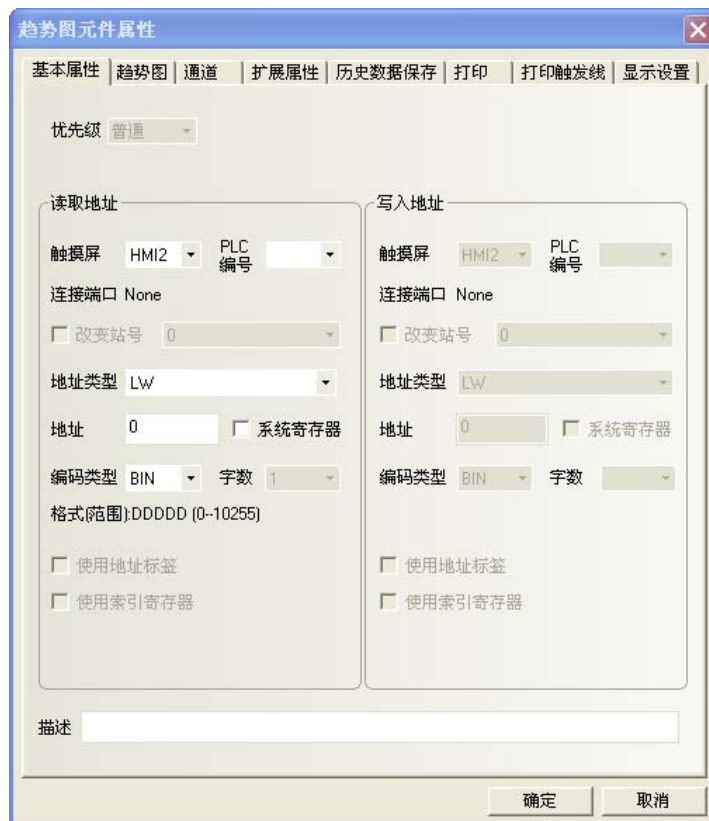 趋势图元件属性
基本属性 趋势图 通道 扩展属性 历史数据保存 打印 打印触发线 显示设置
优先级 普通
读取地址
触摸屏 HMI2 PLC编号
连接端口 None
改变站号 0
地址类型 LW
地址 0 系统寄存器
编码类型 BIN 字数 1
格式(范围):DDDDD (0--10255)
使用地址标签
使用索引寄存器
写入地址
触摸屏 HMI2 PLC编号
连接端口 None
改变站号 0
地址类型 LW
地址 0 系统寄存器
编码类型 BIN 字数
使用地址标签
使用索引寄存器
描述
确定 取消